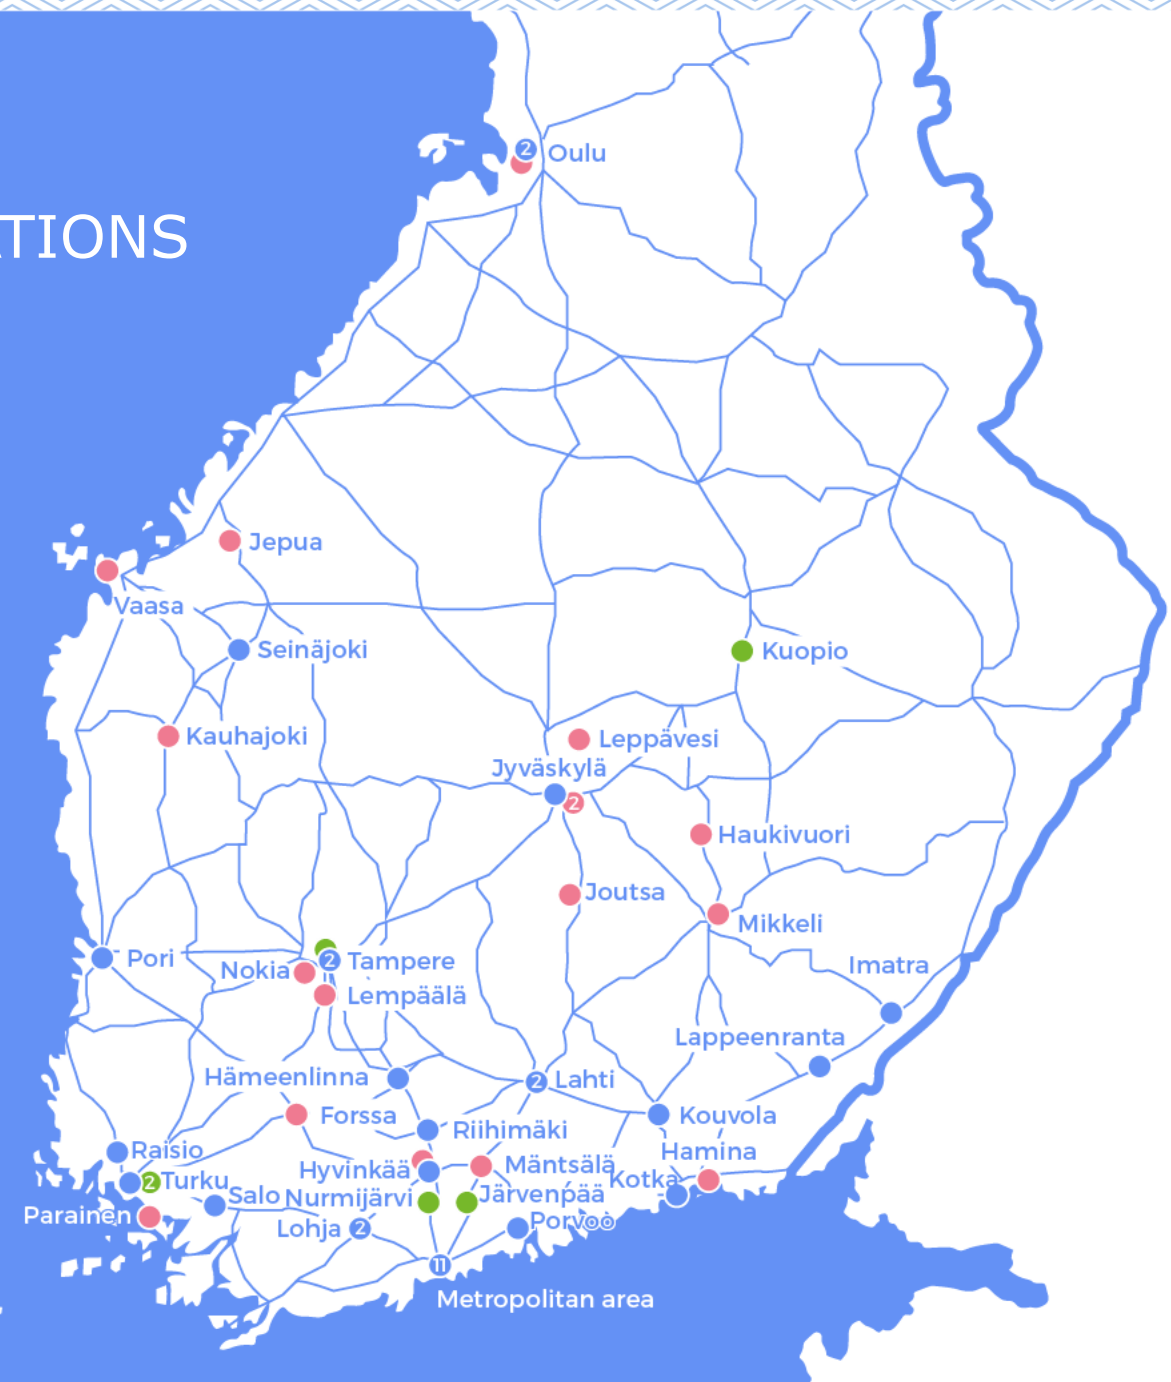 2 Oulu
TIONS
Jepua
Vaasa
Seinäjoki
Kuopio
Kauhajoki
Leppävesi
Jyväskylä
2
Haukivuori
Joutsa
Mikkeli
Pori
2 Tampere
Nokia
Imatra
Lempäälä
Lappeenranta
Hämeenlinna
2 Lahti
Forssa
Kouvola
Riihimäki
Raisio
Hamina
Hyvinkää
Mäntsälä
2 Turku
Kotka
Salo
Nurmijärvi
Järvenpää
Parainen
Lohja 2
Porvoo
11
Metropolitan area